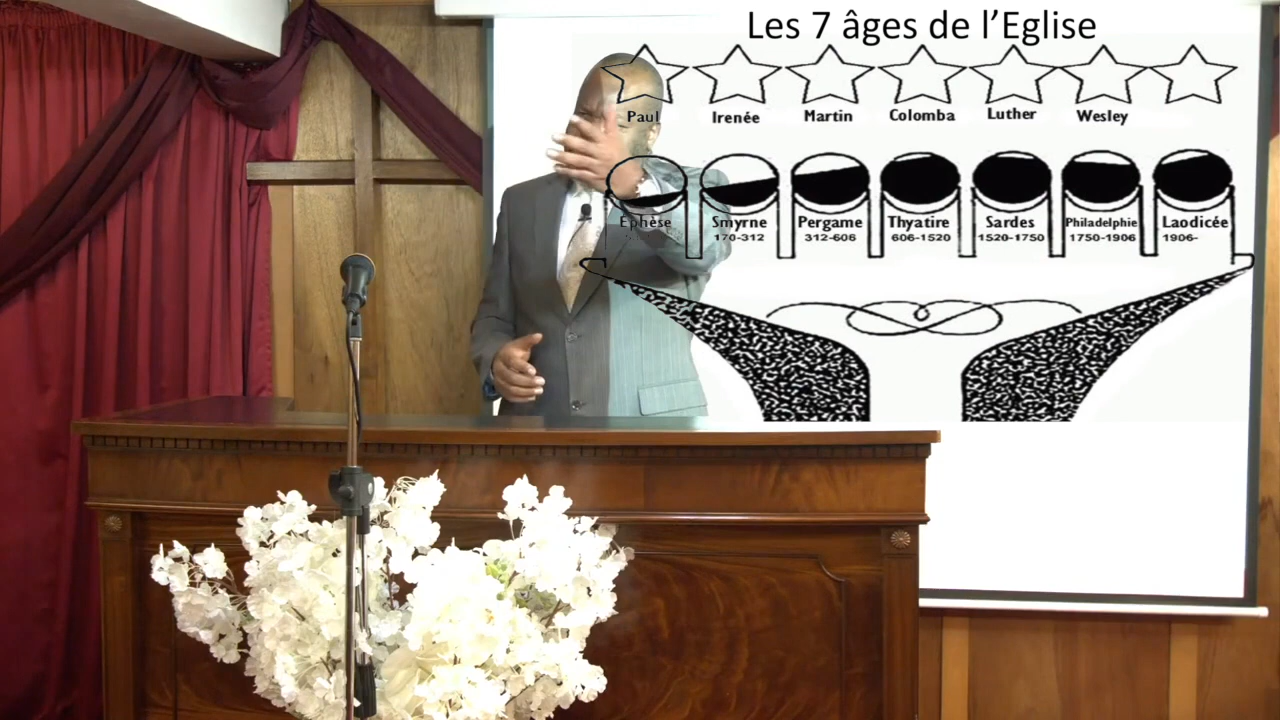 Les 7 âges de l’Eglise
Paul Irenée Martin Colomba Luther Wesley
Ephèse Smyrne Pergame Thyatire Sardes Philadelphie Laodicée
170-312 312-606 606-1520 1520-1750 1750-1906 1906-